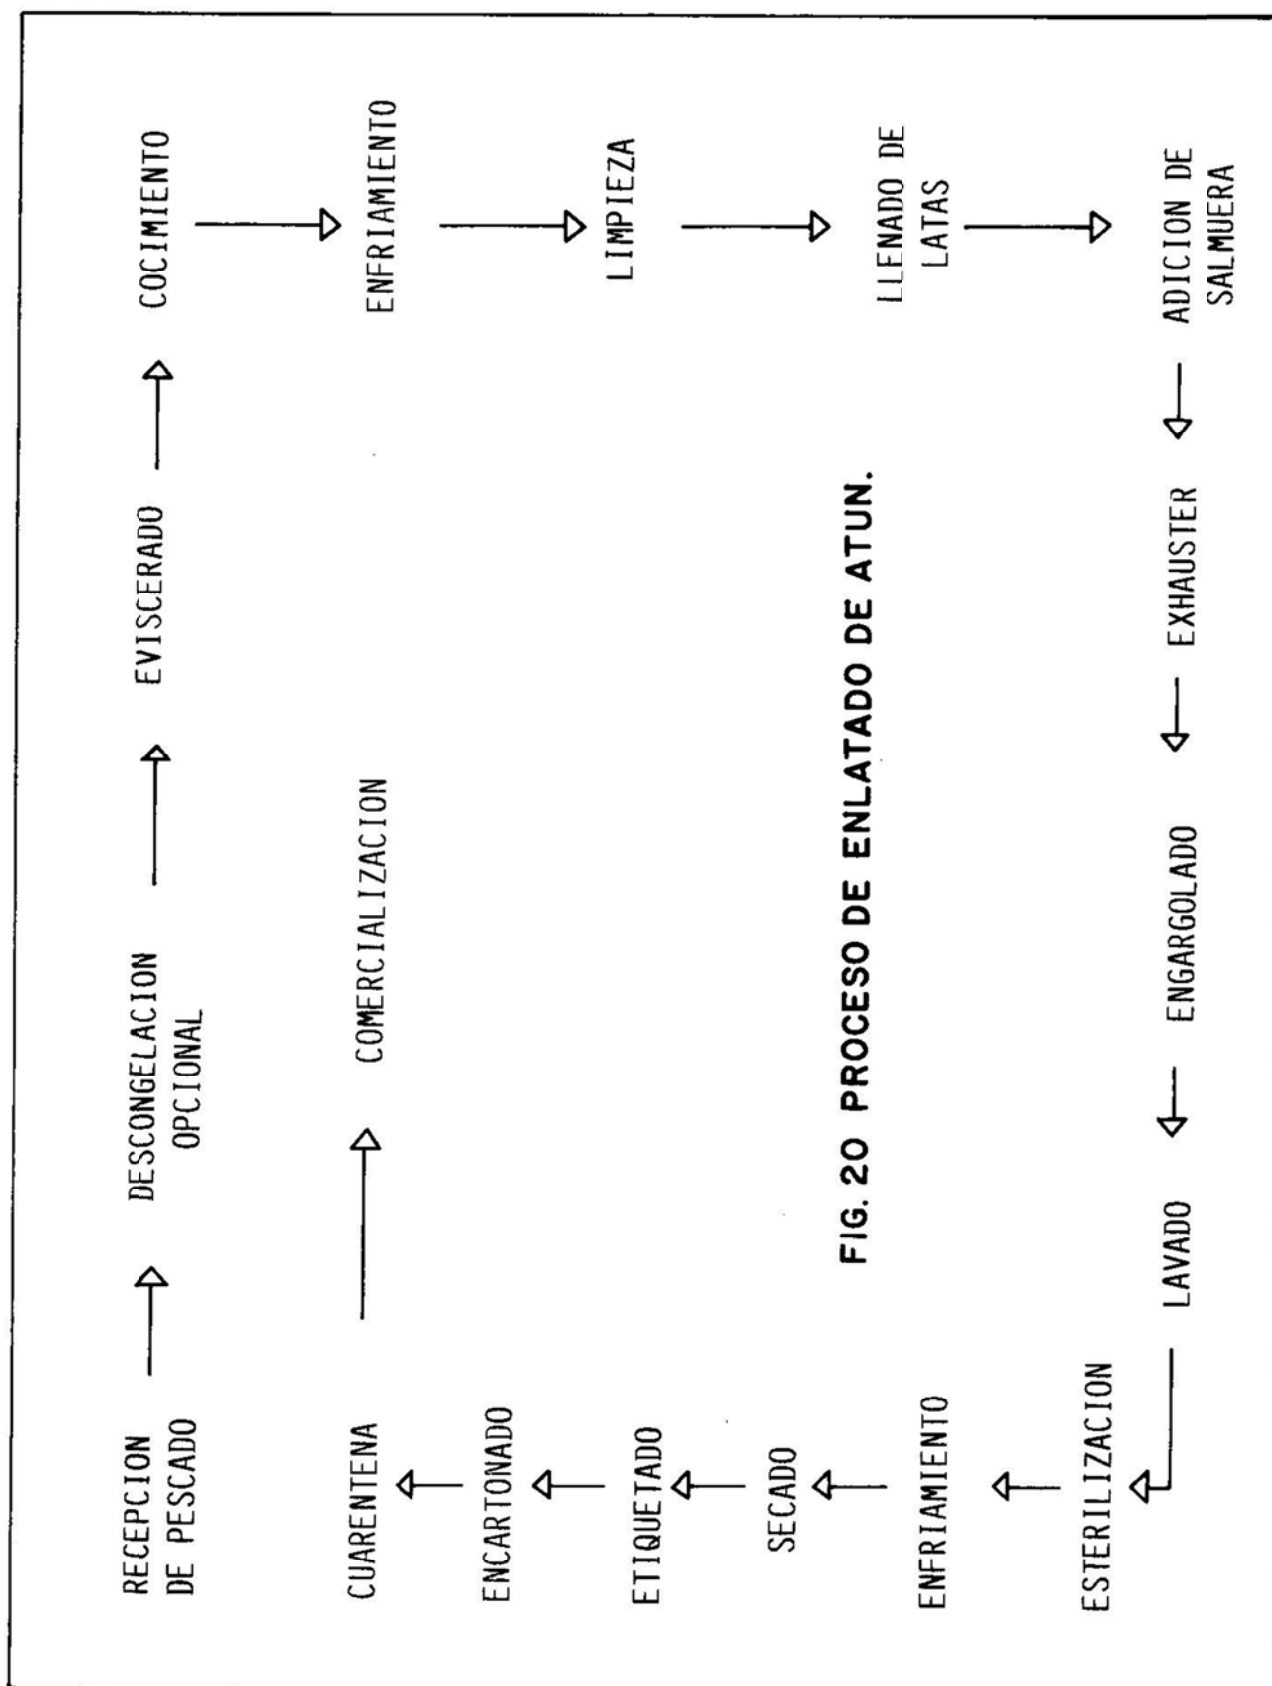 RECEPCION
DE PESCADO
DESCONGELACION
OPCIONAL
EVISCERADO
COCIMIENTO
ENFRIAMIENTO
LIMPIEZA
LLENADO DE
LATAS
ADICION DE
SALMUERA
EXHAUSTER
ENGARGOLADO
LAVADO
ESTERILIZACION
ENFRIAMIENTO
SECADO
ETIQUETADO
ENCARTONADO
CUARENTENA
COMERCIALIZACION
FIG. 20 PROCESO DE ENLATADO DE ATUN.